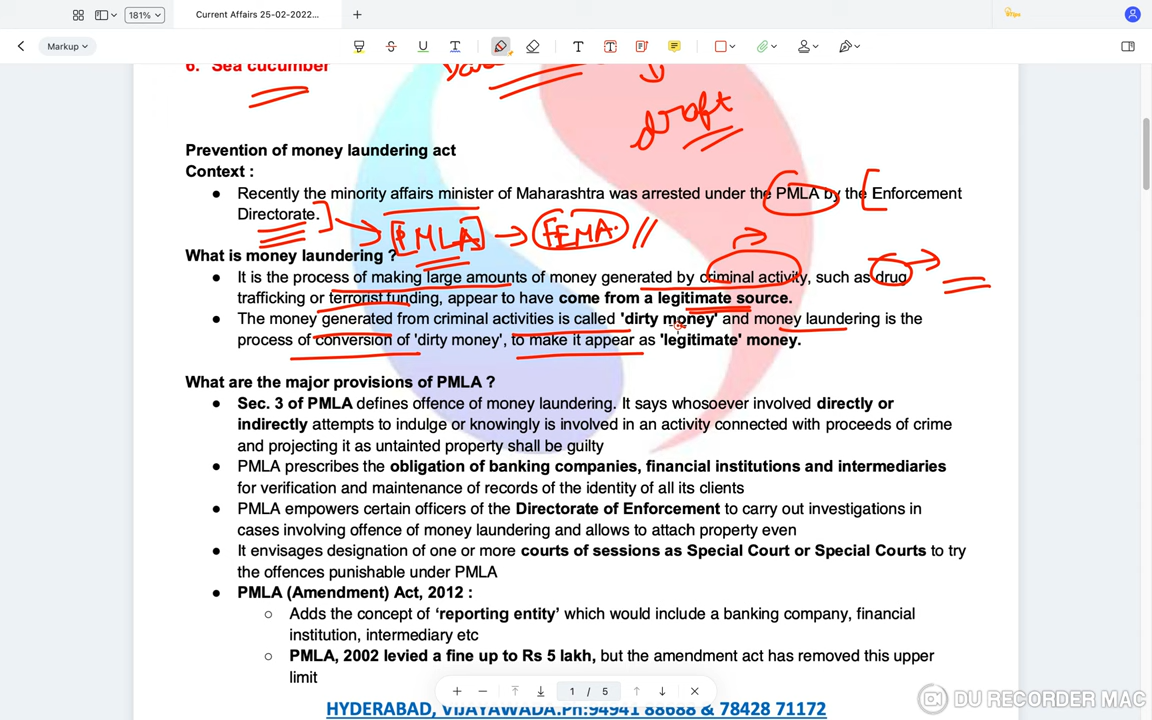 181%
Current Affairs 25-02-2022...
Markup
6. Sea cucumber
draft
Prevention of money laundering act
Context :
● Recently the minority affairs minister of Maharashtra was arrested under the PMLA by the Enforcement
Directorate.
PMLA → FEMA
What is money laundering ?
● It is the process of making large amounts of money generated by criminal activity, such as drug
trafficking or terrorist funding, appear to have come from a legitimate source.
● The money generated from criminal activities is called 'dirty money' and money laundering is the
process of conversion of 'dirty money', to make it appear as 'legitimate' money.
What are the major provisions of PMLA ?
● Sec. 3 of PMLA defines offence of money laundering. It says whosoever involved directly or
indirectly attempts to indulge or knowingly is involved in an activity connected with proceeds of crime
and projecting it as untainted property shall be guilty
● PMLA prescribes the obligation of banking companies, financial institutions and intermediaries
for verification and maintenance of records of the identity of all its clients
● PMLA empowers certain officers of the Directorate of Enforcement to carry out investigations in
cases involving offence of money laundering and allows to attach property even
● It envisages designation of one or more courts of sessions as Special Court or Special Courts to try
the offences punishable under PMLA
● PMLA (Amendment) Act, 2012 :
○ Adds the concept of ‘reporting entity’ which would include a banking company, financial
institution, intermediary etc
○ PMLA, 2002 levied a fine up to Rs 5 lakh, but the amendment act has removed this upper
limit
1 / 5
HYDERABAD, VIJAYAWADA.Ph:94941 88688 & 78428 71172
DU RECORDER MAC